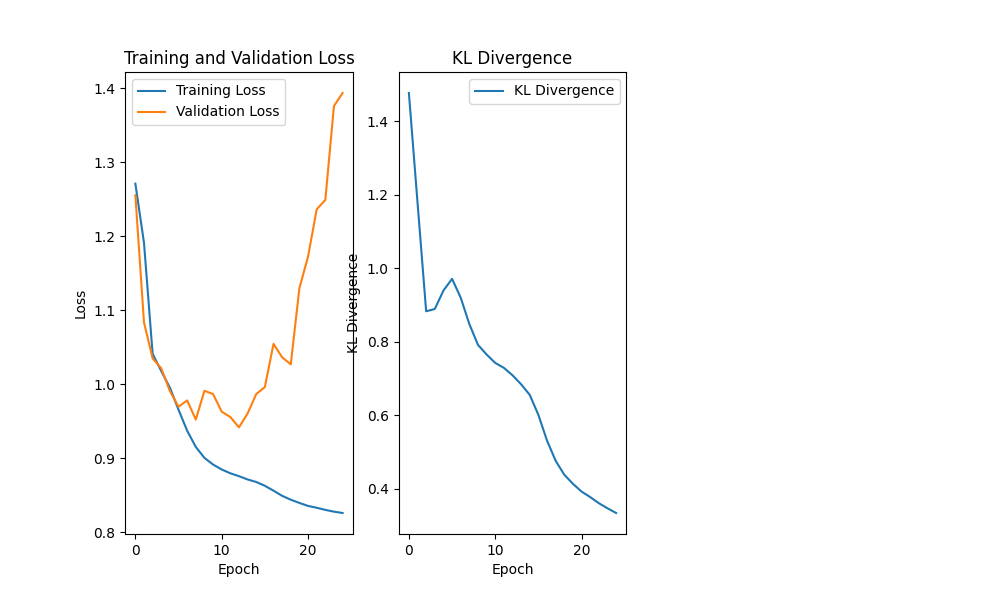 Training and Validation Loss
Training Loss
Validation Loss
Loss
1.4
1.3
1.2
1.1
1.0
0.9
0.8
0
10
20
Epoch
KL Divergence
KL Divergence
KL Divergence
1.4
1.2
1.0
0.8
0.6
0.4
0
10
20
Epoch